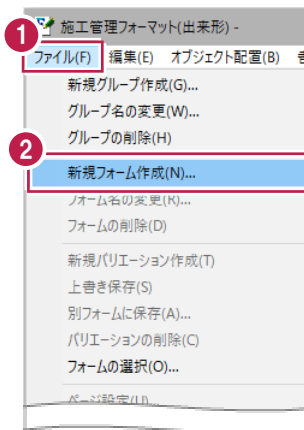 1
施工管理フォーマット(出来形) -
ファイル(F) 編集(E) オブジェクト配置(B)
新規グループ作成(G)...
グループ名の変更(W)...
グループの削除(H)
2
新規フォーム作成(N)...
フォーム名の変更(R)...
フォームの削除(D)
新規バリエーション作成(T)
上書き保存(S)
別フォームに保存(A)...
バリエーションの削除(C)
フォームの選択(O)...
ページ設定(U)...